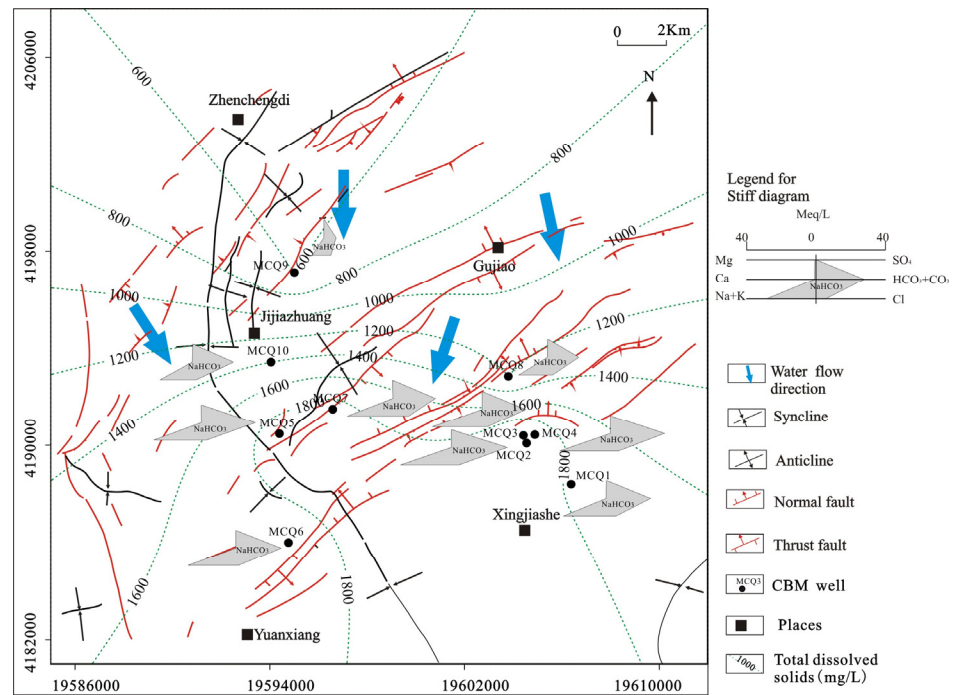 0 2Km
N
4206000
4198000
4190000
4182000
19586000
19594000
19602000
19610000
600
Zhenchengdi
800
800
NaHCO₃
600
MCQ9
1000
Gujiao
800
1000
1000
Jijiazhuang
1200
1200
1200
NaHCO₃
MCQ10
1400
MCQ8
NaHCO₃
1400
1600
1800
MCQ7
NaHCO₃
NaHCO₃
1600
1400
NaHCO₃
MCQ5
MCQ3
MCQ4
MCQ2
NaHCO₃
NaHCO₃
1800
MCQ1
NaHCO₃
Xingjiashe
MCQ6
NaHCO₃
1600
1800
Yuanxiang
Legend for
Stiff diagram
Meq/L
40 0 40
Mg SO₄
Ca HCO₃+CO₃
NaHCO₃
Na+K Cl
Water flow
direction
Syncline
Anticline
Normal fault
Thrust fault
MCQ3
CBM well
Places
1000
Total dissolved
solids(mg/L)